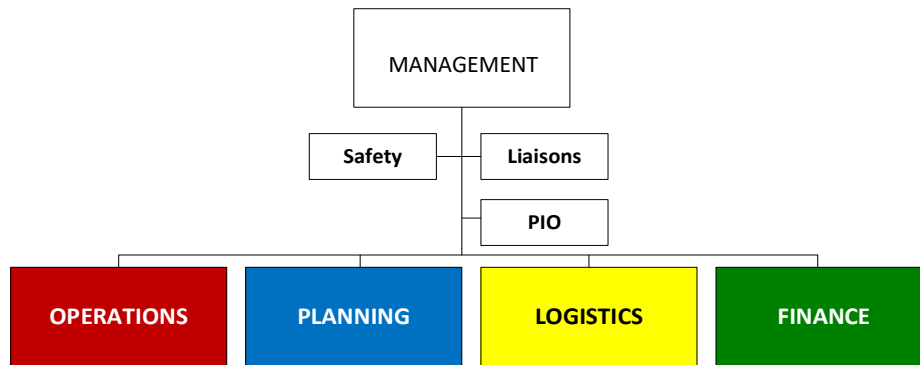 MANAGEMENT
Safety
Liaisons
PIO
OPERATIONS
PLANNING
LOGISTICS
FINANCE